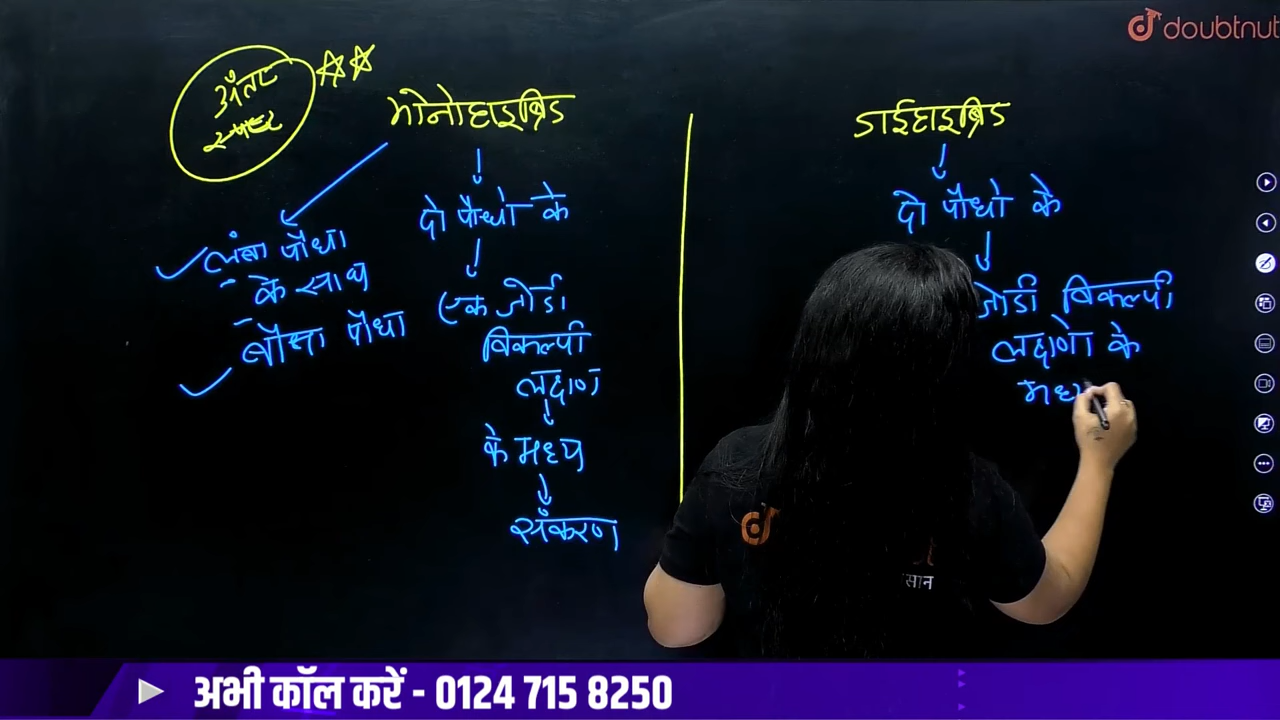 doubtnut
अंतर
स्पष्ट
मोनोहाइब्रिड
दो पौधो के
एक जोडी
विकल्पी
लक्षण
के मध्य
संकरण
लंबा पौधा
के साथ
बौना पौधा
डाईहाइब्रिड
दो पौधो के
जोडी विकल्पी
लक्षणो के
मध्य
सान
अभी कॉल करें - 0124 715 8250